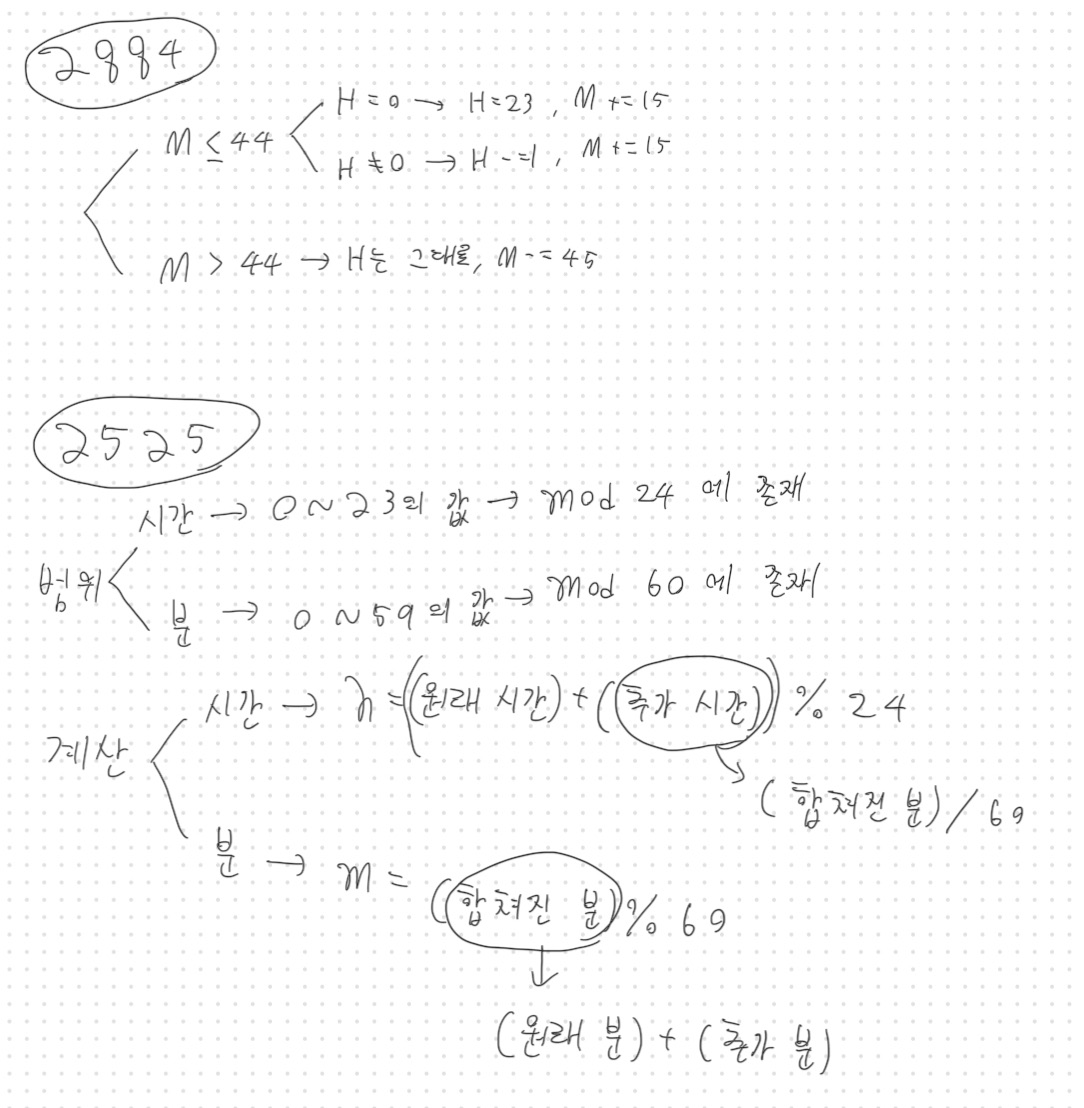 2884
M ≤ 44
H = 0 → H = 23, M += 15
H ≠ 0 → H -= 1, M += 15
M > 44 → H는 그대로, M -= 45
2525
범위
시간 → 0 ~ 23의 값 → mod 24 에 존재
분 → 0 ~ 59의 값 → mod 60 에 존재
계산
시간 → h = ((원래 시간) + (추가 시간)) % 24
(합쳐진 분) / 60
분 → m = (합쳐진 분) % 60
(원래 분) + (추가 분)